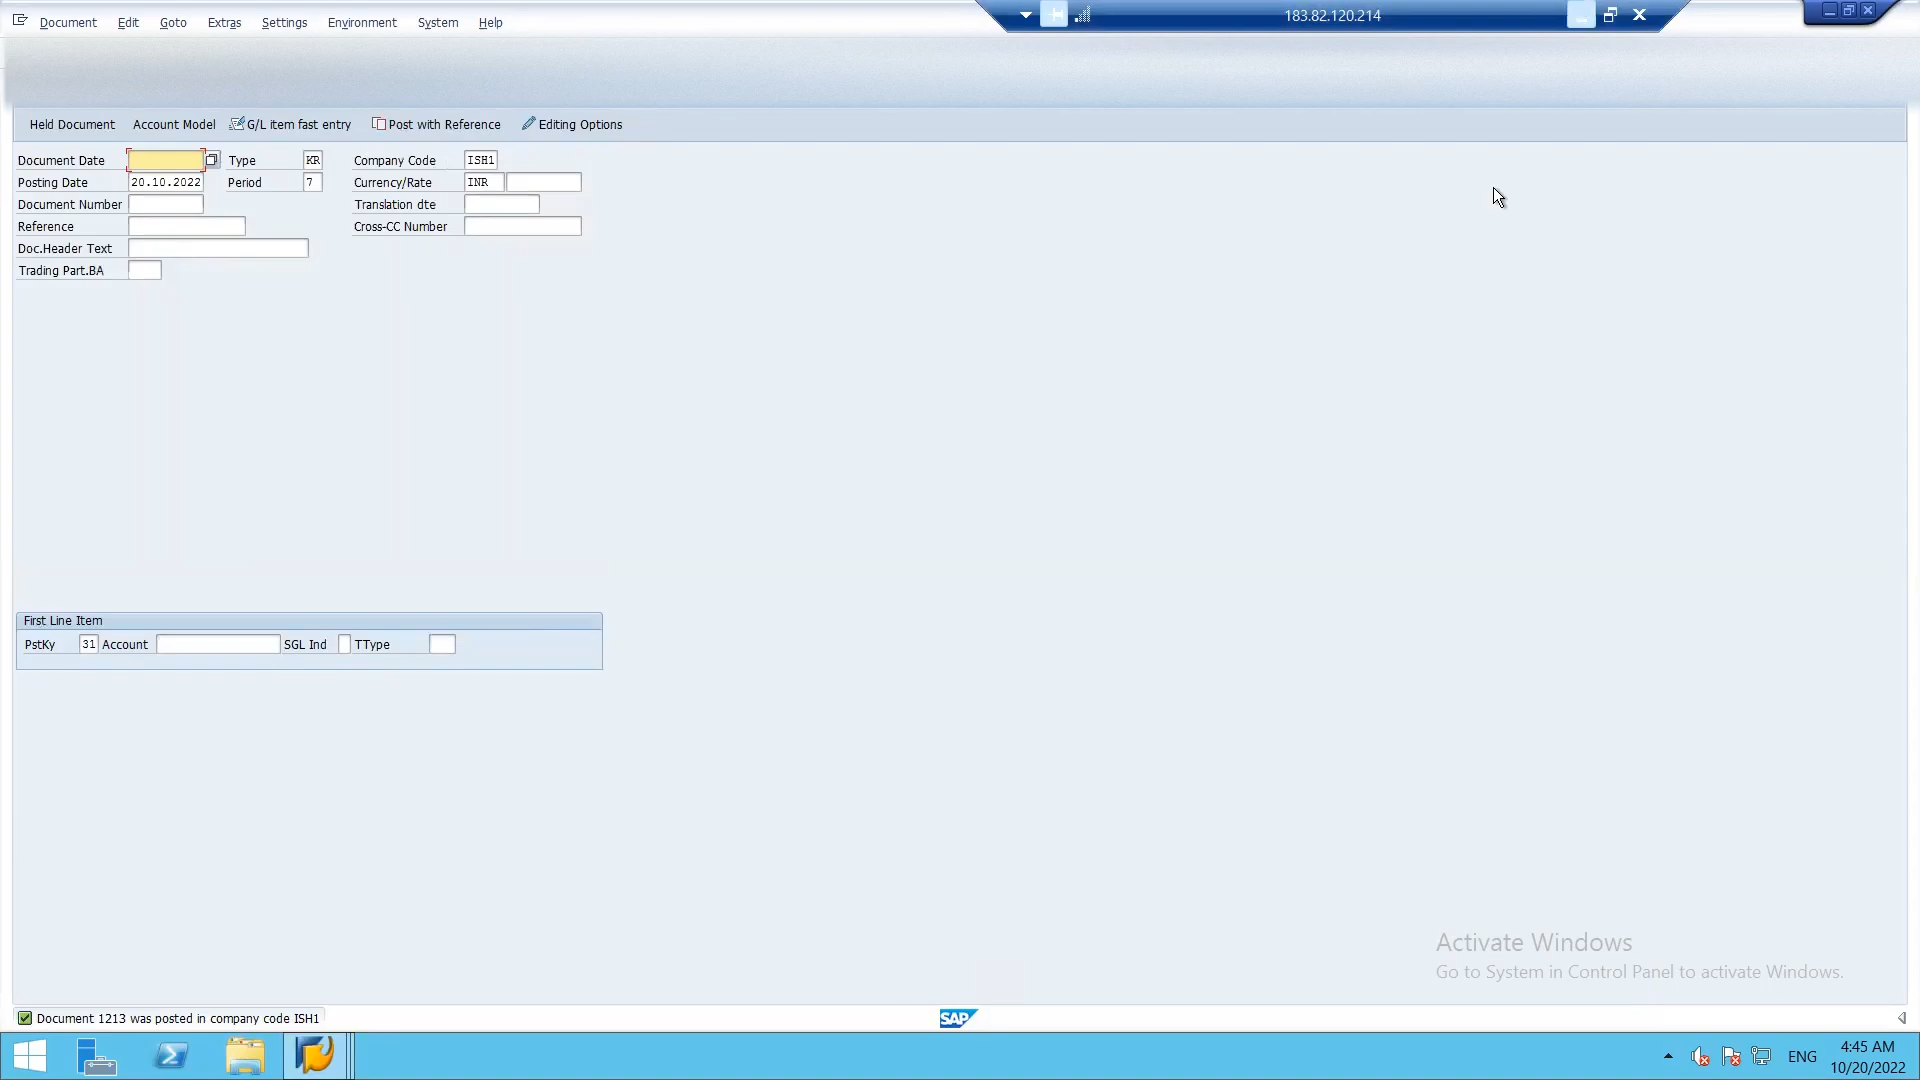 Document Edit Goto Extras Settings Environment System Help
183.82.120.214
Held Document Account Model G/L item fast entry Post with Reference Editing Options
Document Date Type KR Company Code ISH1
Posting Date 20.10.2022 Period 7 Currency/Rate INR
Document Number Translation dte
Reference Cross-CC Number
Doc.Header Text
Trading Part.BA
First Line Item
PstKy 31 Account SGL Ind TType
Activate Windows
Go to System in Control Panel to activate Windows.
Document 1213 was posted in company code ISH1
SAP
ENG
4:45 AM
10/20/2022